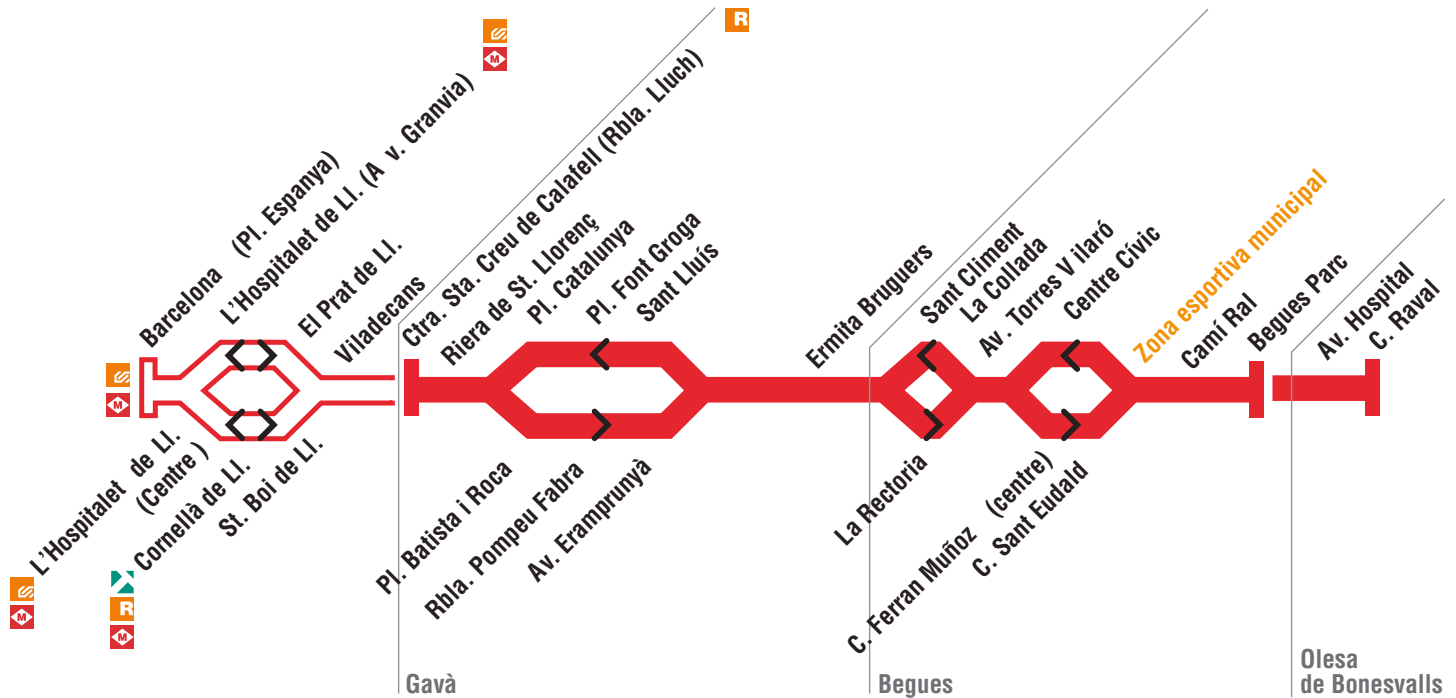 Barcelona (Pl. Espanya)
L'Hospitalet de Ll. (A v. Granvia)
El Prat de Ll.
Viladecans
Ctra. Sta. Creu de Calafell (Rbla. Lluch)
Riera de St. Llorenç
Pl. Catalunya
Pl. Font Groga
Sant Lluís
Ermita Bruguers
Sant Climent
La Collada
Av. Torres V ilaró
Centre Cívic
Zona esportiva municipal
Camí Ral
Begues Parc
Av. Hospital
C. Raval
L'Hospitalet de Ll.
(Centre )
Cornellà de Ll.
St. Boi de Ll.
Pl. Batista i Roca
Rbla. Pompeu Fabra
Av. Eramprunyà
La Rectoria
C. Ferran Muñoz (centre)
C. Sant Eudald
M
R
M
M
R
M
Gavà
Begues
Olesa
de Bonesvalls